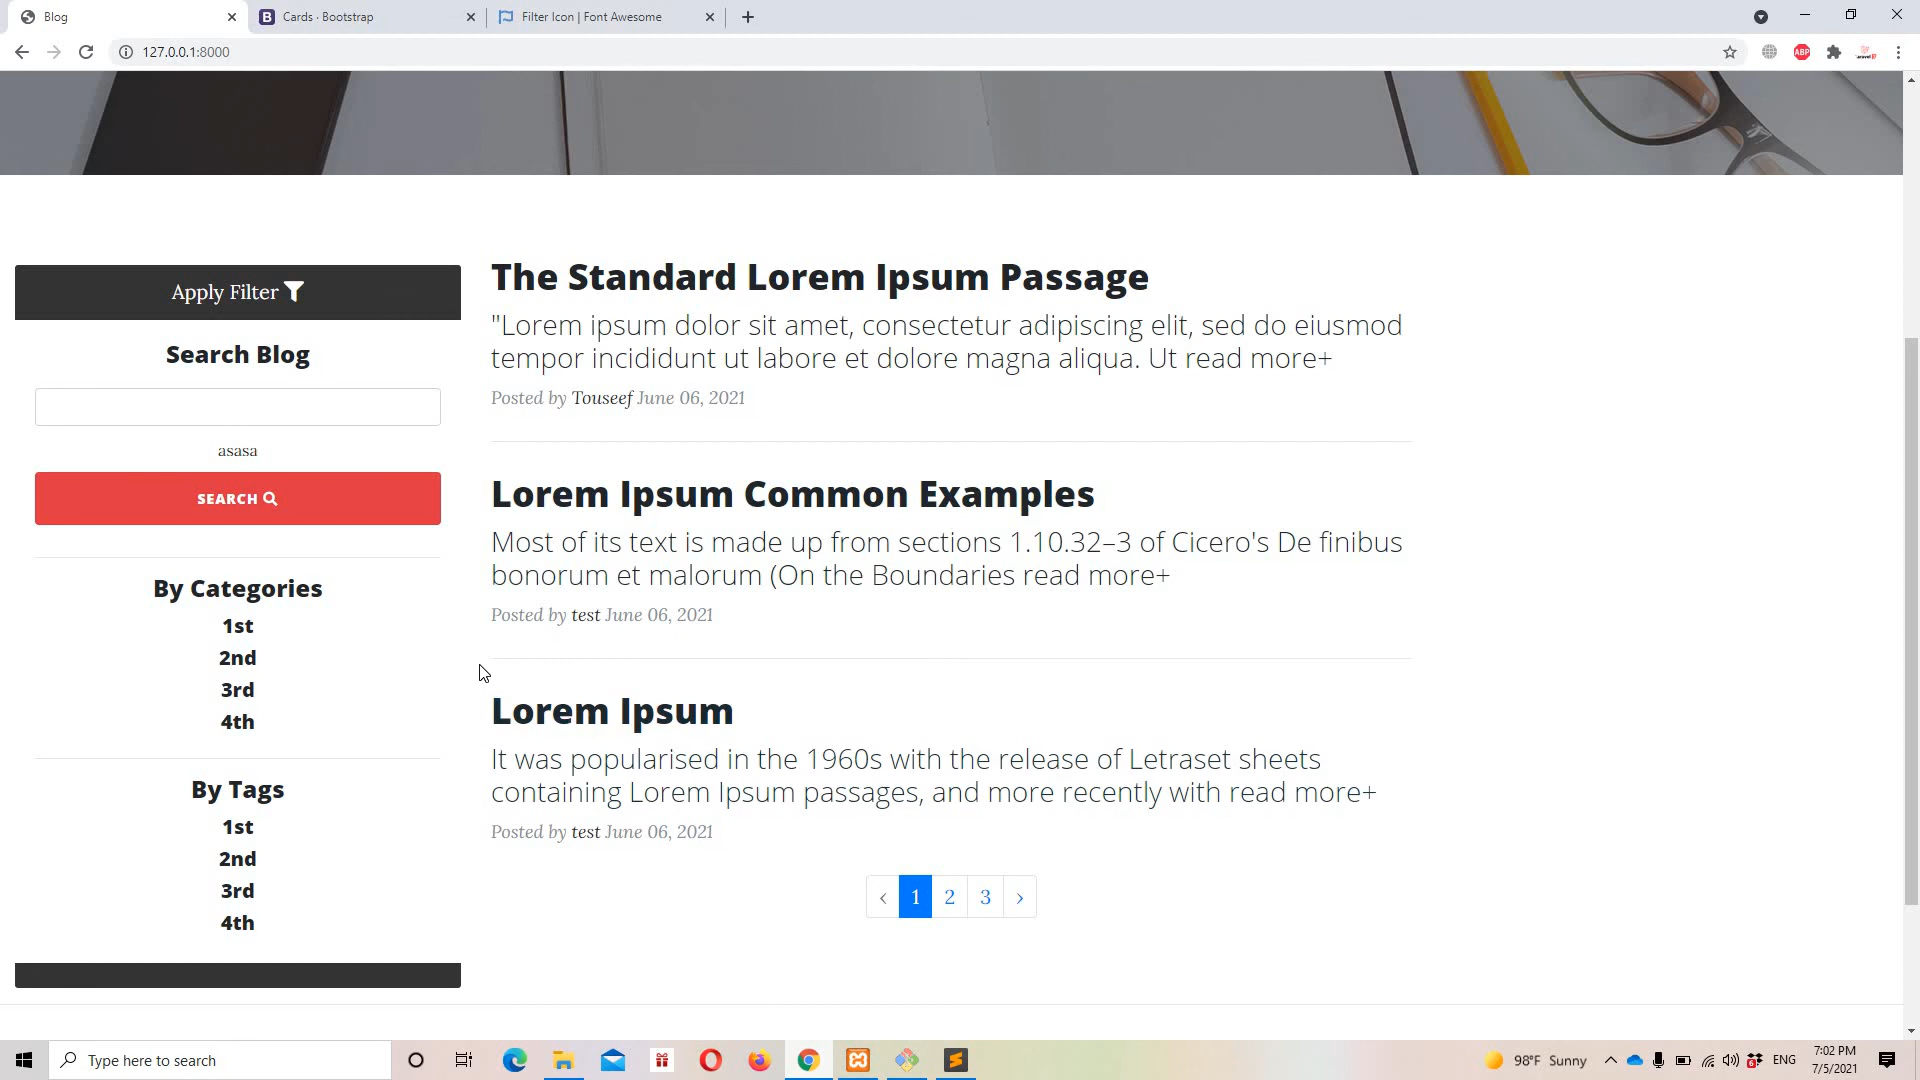 Blog
Cards · Bootstrap
Filter Icon | Font Awesome
127.0.0.1:8000
ABP
Apply Filter
Search Blog
asasa
SEARCH
By Categories
1st
2nd
3rd
4th
By Tags
1st
2nd
3rd
4th
The Standard Lorem Ipsum Passage
"Lorem ipsum dolor sit amet, consectetur adipiscing elit, sed do eiusmod
tempor incididunt ut labore et dolore magna aliqua. Ut read more+
Posted by Touseef June 06, 2021
Lorem Ipsum Common Examples
Most of its text is made up from sections 1.10.32–3 of Cicero's De finibus
bonorum et malorum (On the Boundaries read more+
Posted by test June 06, 2021
Lorem Ipsum
It was popularised in the 1960s with the release of Letraset sheets
containing Lorem Ipsum passages, and more recently with read more+
Posted by test June 06, 2021
‹ 1 2 3 ›
Type here to search
98°F Sunny
ENG
7:02 PM
7/5/2021